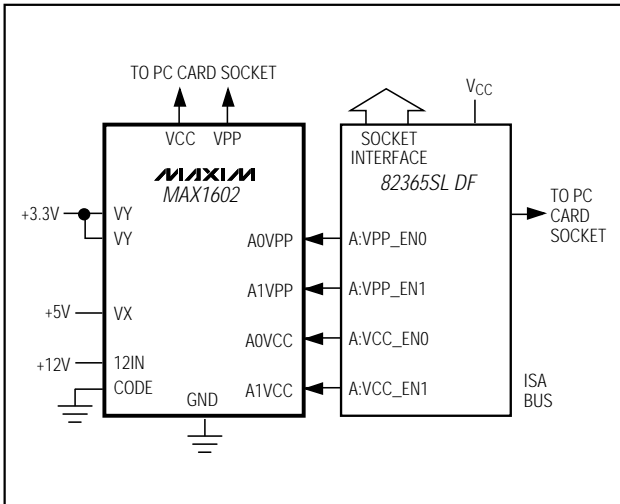 TO PC CARD SOCKET
VCC
VPP
MAXIM
MAX1602
+3.3V
VY
VY
+5V
VX
+12V
12IN
CODE
GND
A0VPP
A1VPP
A0VCC
A1VCC
VCC
SOCKET
INTERFACE
82365SL DF
A:VPP_EN0
A:VPP_EN1
A:VCC_EN0
A:VCC_EN1
TO PC
CARD
SOCKET
ISA
BUS